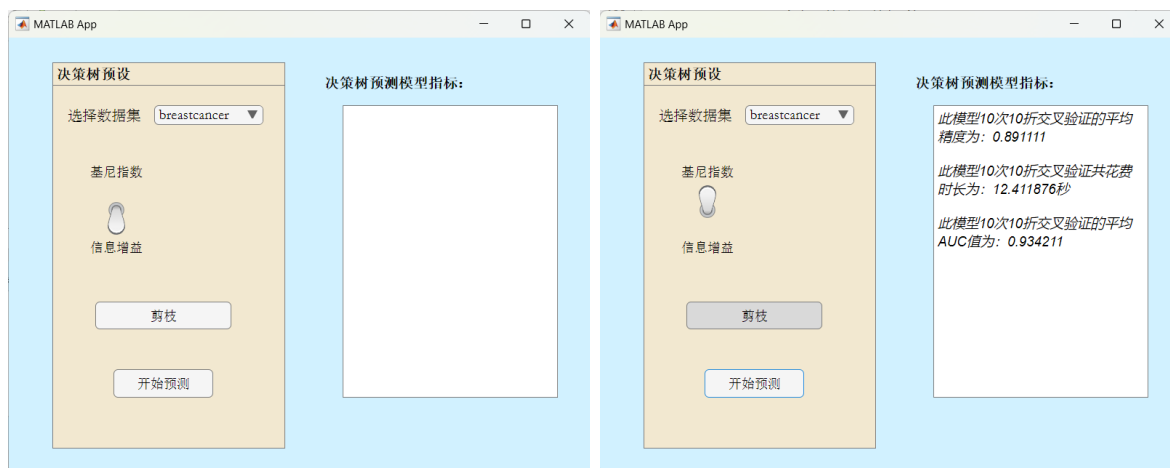 MATLAB App
决策树预设
选择数据集 breastcancer
基尼指数
信息增益
剪枝
开始预测
决策树预测模型指标：
MATLAB App
决策树预设
选择数据集 breastcancer
基尼指数
信息增益
剪枝
开始预测
决策树预测模型指标：
此模型10次10折交叉验证的平均
精度为：0.891111
此模型10次10折交叉验证共花费
时长为：12.411876秒
此模型10次10折交叉验证的平均
AUC值为：0.934211